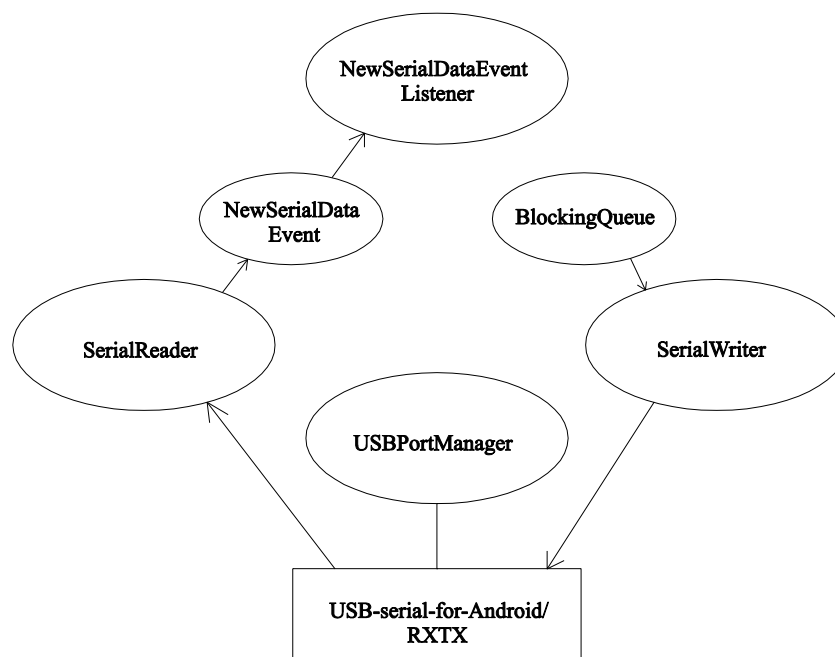 NewSerialDataEvent
Listener
NewSerialData
Event
BlockingQueue
SerialReader
SerialWriter
USBPortManager
USB-serial-for-Android/
RXTX